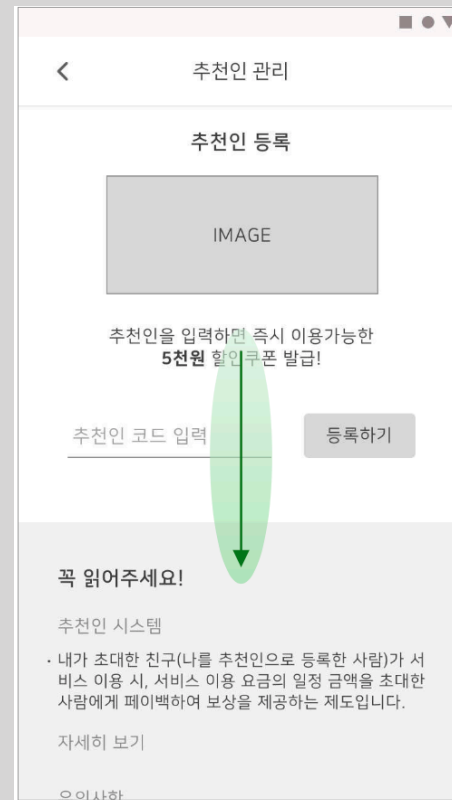 추천인 관리
추천인 등록
IMAGE
추천인을 입력하면 즉시 이용가능한
5천원 할인쿠폰 발급!
추천인 코드 입력
등록하기
꼭 읽어주세요!
추천인 시스템
· 내가 초대한 친구(나를 추천인으로 등록한 사람)가 서
비스 이용 시, 서비스 이용 요금의 일정 금액을 초대한
사람에게 페이백하여 보상을 제공하는 제도입니다.
자세히 보기
유의사항